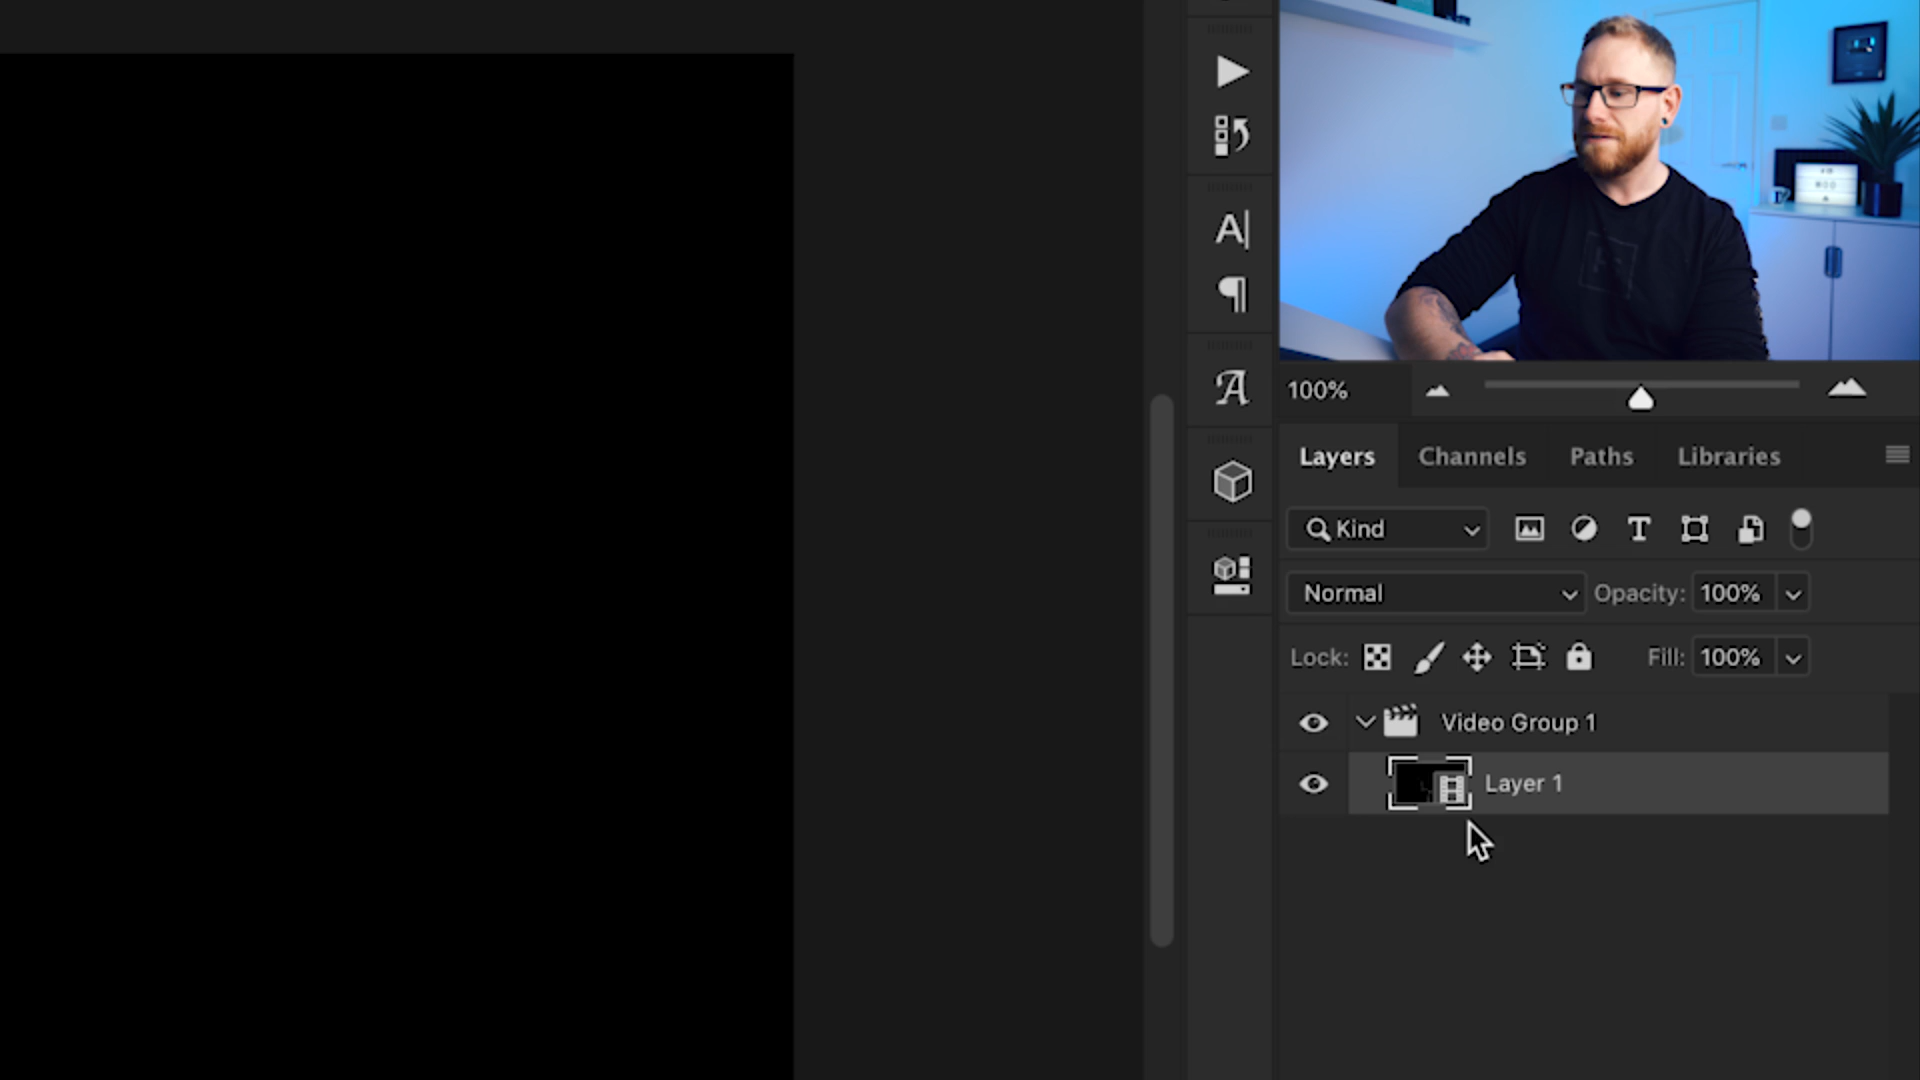 100%
Layers Channels Paths Libraries
Kind
Normal Opacity: 100%
Lock: Fill: 100%
Video Group 1
Layer 1